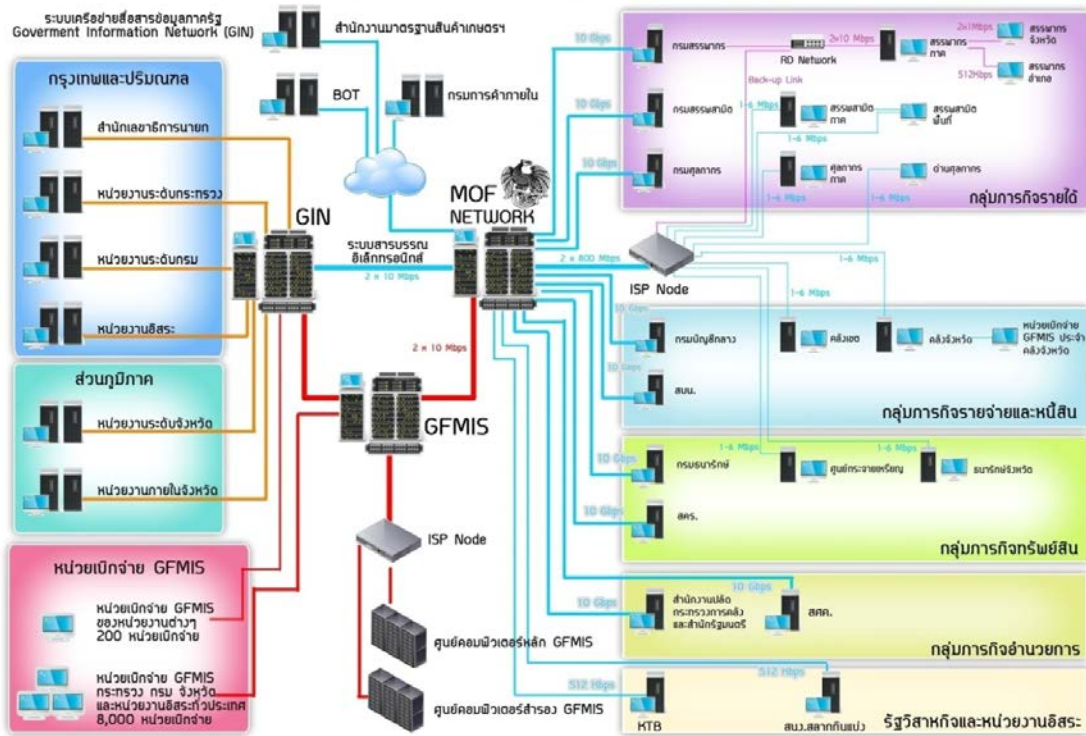 ระบบเครือข่ายสื่อสารข้อมูลภาครัฐ
Goverment Information Network (GIN)
กรุงเทพและปริมณฑล
สำนักเลขาธิการนายก
หน่วยงานระดับกระทรวง
หน่วยงานระดับกรม
หน่วยงานอิสระ
ส่วนภูมิภาค
หน่วยงานระดับจังหวัด
หน่วยงานภายในจังหวัด
หน่วยเบิกจ่าย GFMIS
หน่วยเบิกจ่าย GFMIS
ของหน่วยงานต่างๆ
200 หน่วยเบิกจ่าย
หน่วยเบิกจ่าย GFMIS
กระทรวง กรม จังหวัด
และหน่วยงานอิสระทั่วประเทศ
8,000 หน่วยเบิกจ่าย
สำนักงานมาตรฐานสินค้าเกษตรฯ
BOT
กรมการค้าภายใน
MOF
NETWORK
GIN
ระบบสารบรรณ
อิเล็กทรอนิกส์
2 x 10 Mbps
2 x 10 Mbps
GFMIS
ISP Node
ศูนย์คอมพิวเตอร์หลัก GFMIS
ศูนย์คอมพิวเตอร์สำรอง GFMIS
10 Gbps
กรมสรรพากร
2x10 Mbps
RD Network
สรรพากร
ภาค
2x1Mbps
สรรพากร
จังหวัด
512Kbps
สรรพากร
อำเภอ
Back-up Link
10 Gbps
กรมสรรพสามิต
1-6 Mbps
สรรพสามิต
ภาค
สรรพสามิต
พื้นที่
1-6 Mbps
10 Gbps
กรมศุลกากร
ศุลกากร
ภาค
ด่านศุลกากร
1-6 Mbps
1-6 Mbps
กลุ่มภารกิจรายได้
2 x 800 Mbps
ISP Node
1-6 Mbps
1-6 Mbps
10 Gbps
กรมบัญชีกลาง
คลังเขต
คลังจังหวัด
หน่วยเบิกจ่าย
GFMIS ประจำ
คลังจังหวัด
10 Gbps
สบน.
กลุ่มภารกิจรายจ่ายและหนี้สิน
1-6 Mbps
1-6 Mbps
10 Gbps
กรมธนารักษ์
ศูนย์กระจายเหรียญ
ธนารักษ์จังหวัด
10 Gbps
สคร.
กลุ่มภารกิจทรัพย์สิน
10 Gbps
10 Gbps
สำนักงานปลัด
กระทรวงการคลัง
และสำนักรัฐมนตรี
สศค.
กลุ่มภารกิจอำนวยการ
512 Kbps
512 Kbps
KTB
สนง.สลากกินแบ่ง
รัฐวิสาหกิจและหน่วยงานอิสระ